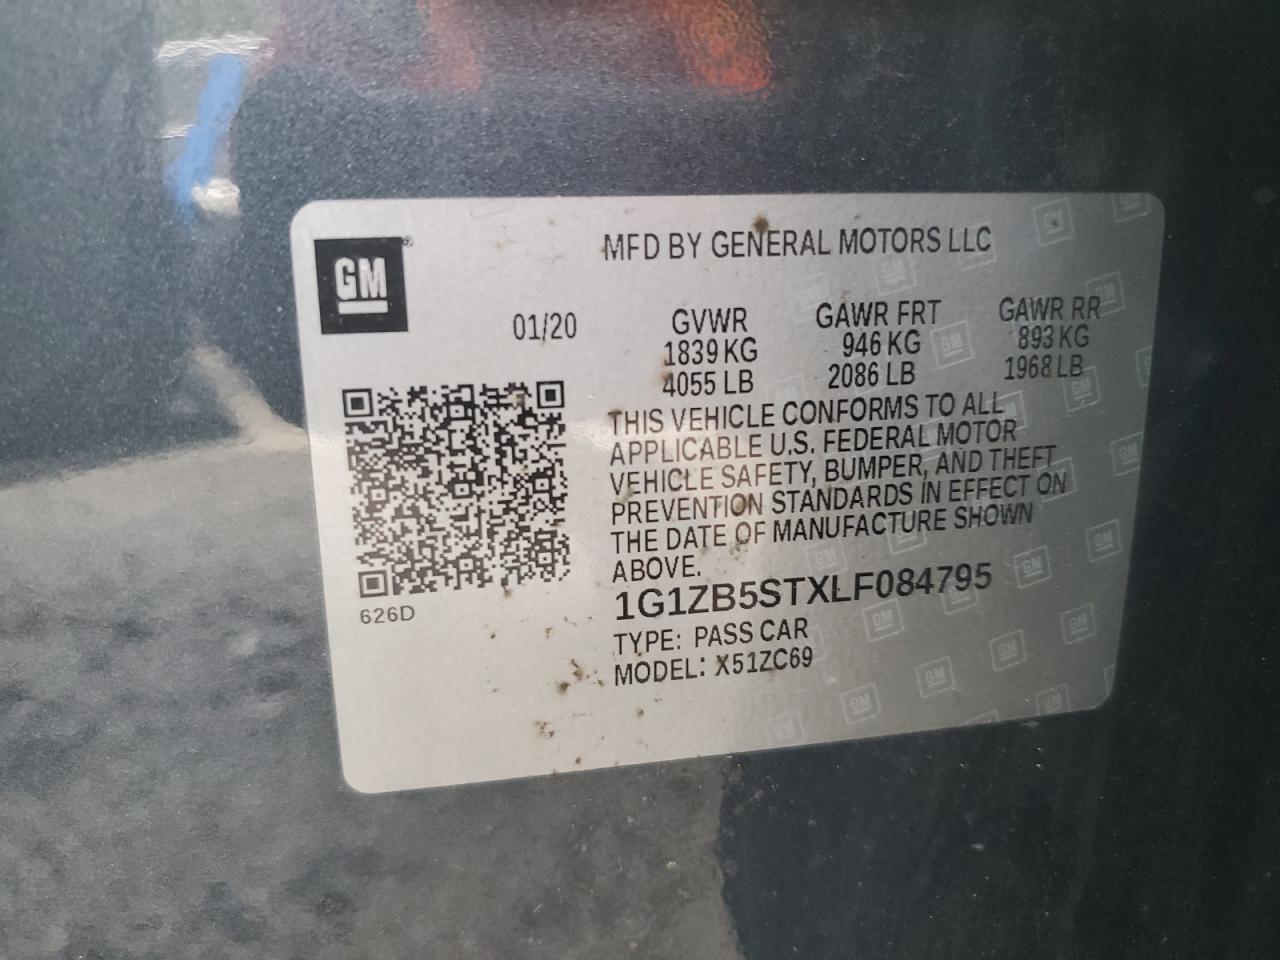 GM
MFD BY GENERAL MOTORS LLC
01/20
GVWR GAWR FRT GAWR RR
1839 KG 946 KG 893 KG
4055 LB 2086 LB 1968 LB
THIS VEHICLE CONFORMS TO ALL
APPLICABLE U.S. FEDERAL MOTOR
VEHICLE SAFETY, BUMPER, AND THEFT
PREVENTION STANDARDS IN EFFECT ON
THE DATE OF MANUFACTURE SHOWN
ABOVE.
1G1ZB5STXLF084795
626D
TYPE: PASS CAR
MODEL: X51ZC69